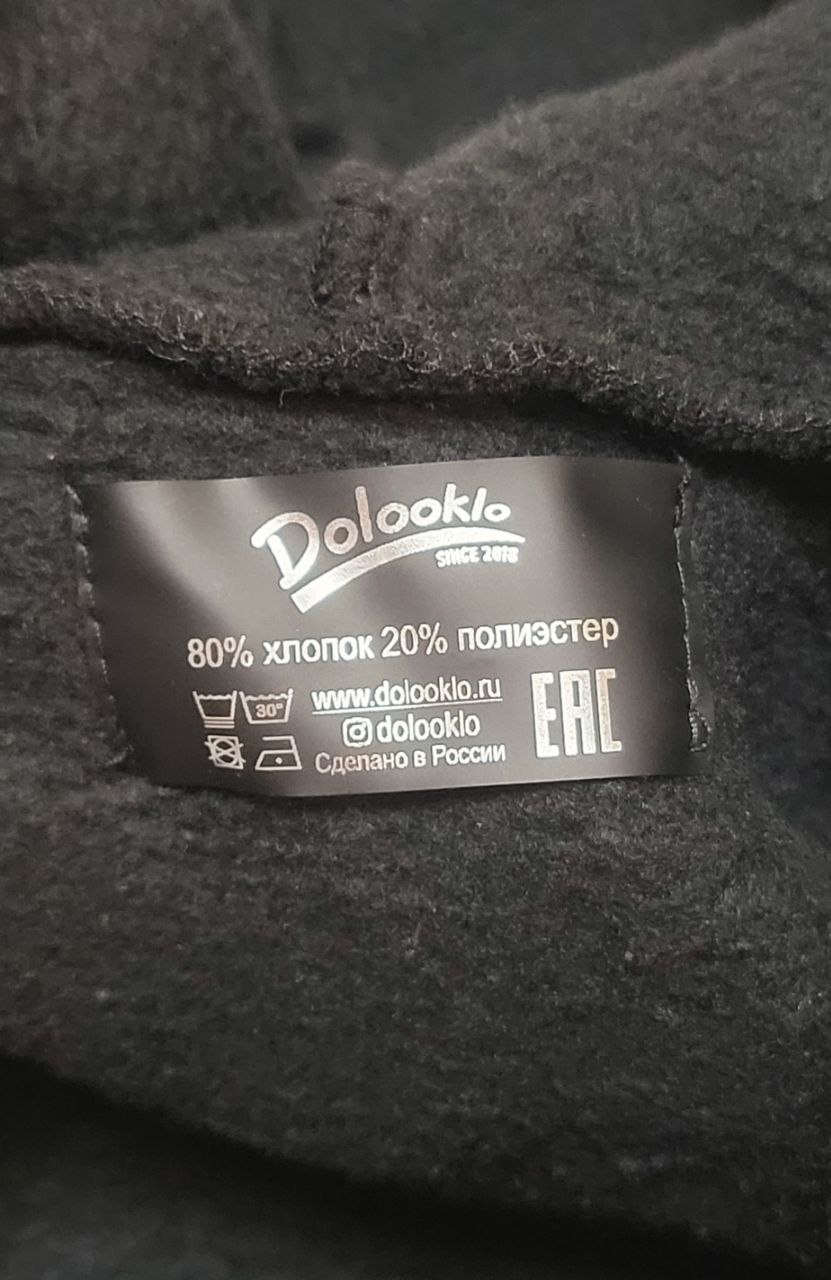 Dolooklo
SINCE 2018
80% хлопок 20% полиэстер
30°
www.dolooklo.ru
dolooklo
Сделано в России
EAC